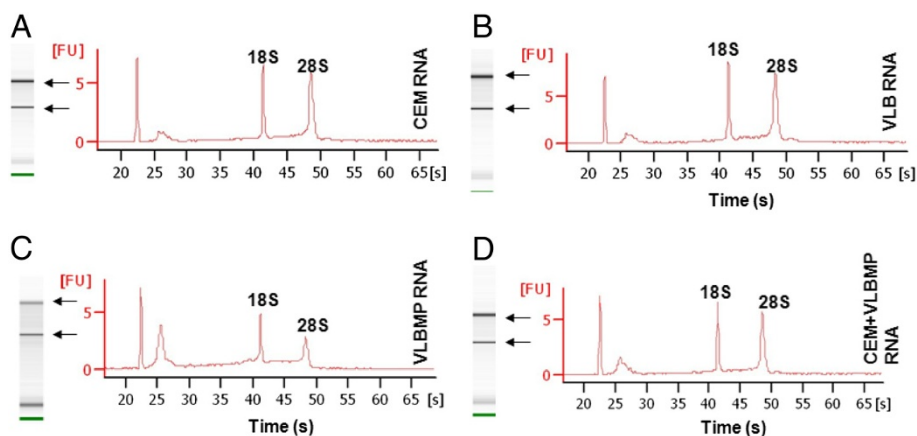 A
[FU]
5
0
18S
28S
CEM RNA
20 25 30 35 40 45 50 55 60 65 [s]
B
[FU]
5
0
18S
28S
VLB RNA
20 25 30 35 40 45 50 55 60 65 [s]
Time (s)
C
[FU]
5
0
18S
28S
VLBMP RNA
20 25 30 35 40 45 50 55 60 [s]
Time (s)
D
[FU]
5
0
18S
28S
CEM+VLBMP
RNA
20 25 30 35 40 45 50 55 60 65 [s]
Time (s)